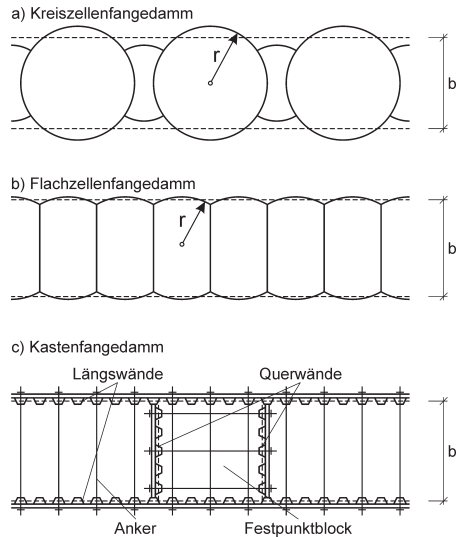 a) Kreiszellenfangedamm
r
b
b) Flachzellenfangedamm
r
b
c) Kastenfangedamm
Längswände Querwände
b
Anker Festpunktblock